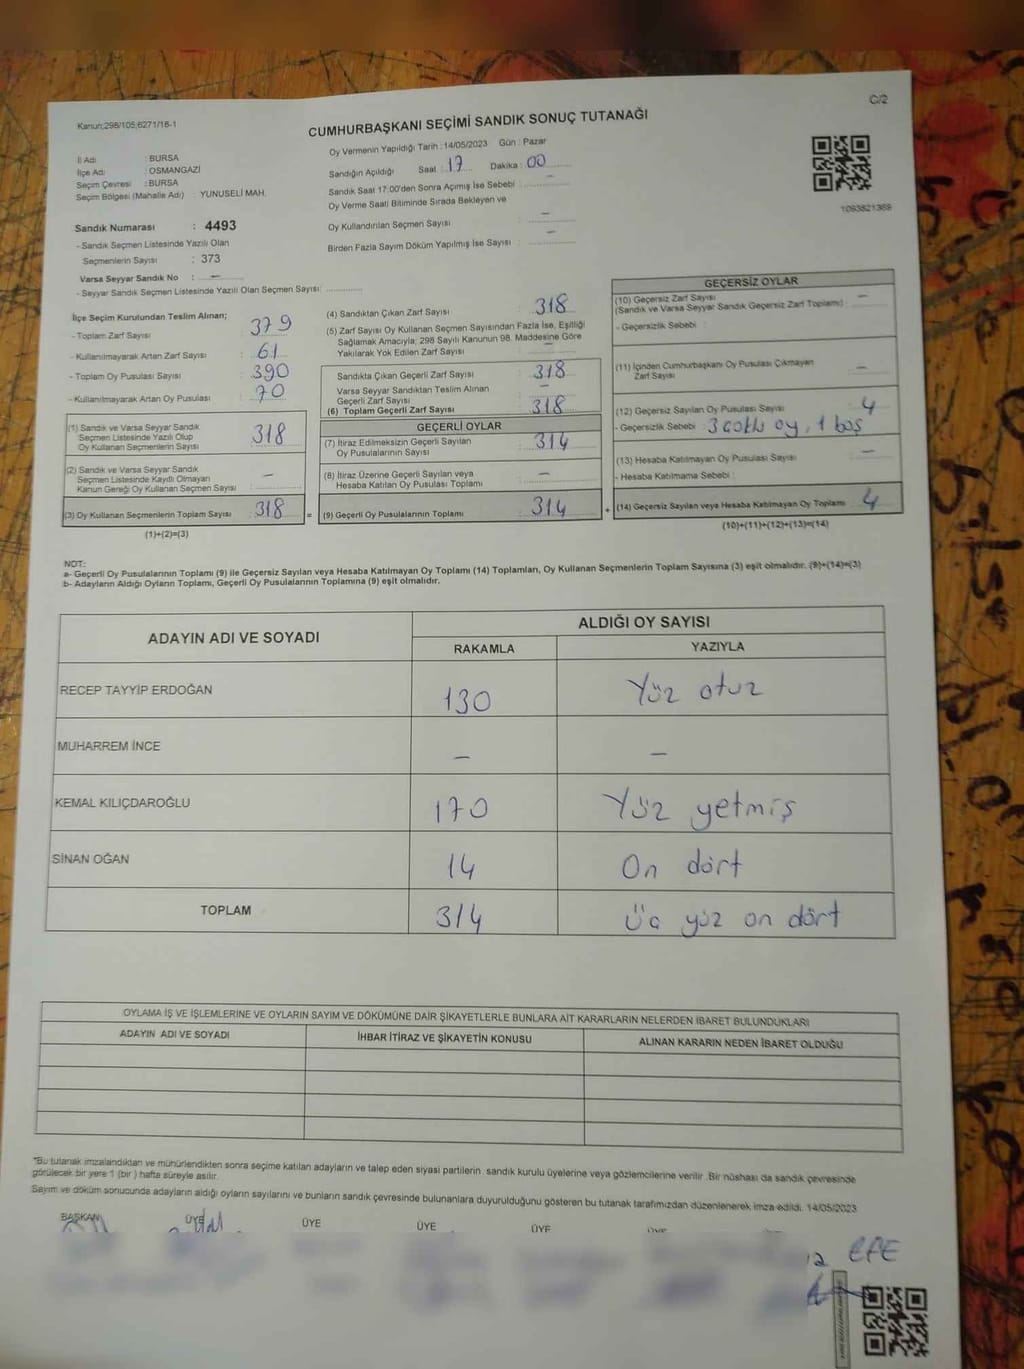 C/2
Kanun;298/105;6271/16-1
CUMHURBAŞKANI SEÇİMİ SANDIK SONUÇ TUTANAĞI
İl Adı : BURSA
İlçe Adı : OSMANGAZİ
Seçim Çevresi : BURSA
Seçim Bölgesi (Mahalle Adı) : YUNUSELİ MAH.
Sandık Numarası : 4493
- Sandık Seçmen Listesinde Yazılı Olan
Seçmenlerin Sayısı : 373
Varsa Seyyar Sandık No : –
- Seyyar Sandık Seçmen Listesinde Yazılı Olan Seçmen Sayısı:
Oy Vermenin Yapıldığı Tarih : 14/05/2023 Gün : Pazar
Sandığın Açıldığı Saat : 17 Dakika : 00
Sandık Saat 17:00'den Sonra Açımış İse Sebebi : –
Oy Verme Saati Bitiminde Sırada Bekleyen ve
Oy Kullandırılan Seçmen Sayısı –
Birden Fazla Sayım Döküm Yapılmış İse Sayısı : –
1093821369
İlçe Seçim Kurulundan Teslim Alınan;
- Toplam Zarf Sayısı : 379
- Kullanılmayarak Artan Zarf Sayısı : 61
- Toplam Oy Pusulası Sayısı : 390
- Kullanılmayarak Artan Oy Pusulası : 70
(1) Sandık ve Varsa Seyyar Sandık
Seçmen Listesinde Yazılı Olup
Oy Kullanan Seçmenlerin Sayısı : 318
(2) Sandık ve Varsa Seyyar Sandık
Seçmen Listesinde Kaydı Olmayan
Kanun Gereği Oy Kullanan Seçmen Sayısı : –
(3) Oy Kullanan Seçmenlerin Toplam Sayısı : 318
(1)+(2)=(3)
(4) Sandıktan Çıkan Zarf Sayısı : 318
(5) Zarf Sayısı Oy Kullanan Seçmen Sayısından Fazla İse, Eşitliği
Sağlamak Amacıyla; 298 Sayılı Kanunun 98. Maddesine Göre
Yakılarak Yok Edilen Zarf Sayısı : –
Sandıkta Çıkan Geçerli Zarf Sayısı : 318
Varsa Seyyar Sandıktan Teslim Alınan
Geçerli Zarf Sayısı : –
(6) Toplam Geçerli Zarf Sayısı : 318
GEÇERLİ OYLAR
(7) İtiraz Edilmeksizin Geçerli Sayılan
Oy Pusulalarının Sayısı : 314
(8) İtiraz Üzerine Geçerli Sayılan veya
Hesaba Katılan Oy Pusulası Toplamı : –
= (9) Geçerli Oy Pusulalarının Toplamı : 314
GEÇERSİZ OYLAR
(10) Geçersiz Zarf Sayısı : –
(Sandık ve Varsa Seyyar Sandık Geçersiz Zarf Toplamı)
- Geçersizlik Sebebi :
(11) İçinden Cumhurbaşkanı Oy Pusulası Çıkmayan
Zarf Sayısı : –
(12) Geçersiz Sayılan Oy Pusulası Sayısı : 4
- Geçersizlik Sebebi : 3 çoklu oy, 1 boş
(13) Hesaba Katılmayan Oy Pusulası Sayısı : –
- Hesaba Katılmama Sebebi :
+ (14) Geçersiz Sayılan veya Hesaba Katılmayan Oy Toplamı : 4
(10)+(11)+(12)+(13)=(14)
NOT:
a- Geçerli Oy Pusulalarının Toplamı (9) ile Geçersiz Sayılan veya Hesaba Katılmayan Oy Toplamı (14) Toplamları, Oy Kullanan Seçmenlerin Toplam Sayısına (3) eşit olmalıdır. (9)+(14)=(3)
b- Adayların Aldığı Oyların Toplamı, Geçerli Oy Pusulalarının Toplamına (9) eşit olmalıdır.
ADAYIN ADI VE SOYADI ALDIĞI OY SAYISI
RAKAMLA YAZIYLA
RECEP TAYYİP ERDOĞAN 130 Yüz otuz
MUHARREM İNCE – –
KEMAL KILIÇDAROĞLU 170 Yüz yetmiş
SİNAN OĞAN 14 On dört
TOPLAM 314 Üç yüz on dört
OYLAMA İŞ VE İŞLEMLERİNE VE OYLARIN SAYIM VE DÖKÜMÜNE DAİR ŞİKAYETLERLE BUNLARA AİT KARARLARIN NELERDEN İBARET BULUNDUKLARI
ADAYIN ADI VE SOYADI İHBAR İTİRAZ VE ŞİKAYETİN KONUSU ALINAN KARARIN NEDEN İBARET OLDUĞU
*Bu tutanak imzalandıktan ve mühürlendikten sonra seçime katılan adayların ve talep eden siyasi partilerin sandık kurulu üyelerine veya gözlemcilerine verilir. Bir nüshası da sandık çevresinde
görülecek bir yere 1 (bir) hafta süreyle asılır.
Sayım ve döküm sonucunda adayların aldığı oyların sayılarını ve bunların sandık çevresinde bulunanlara duyurulduğunu gösteren bu tutanak tarafımızdan düzenlenerek imza edildi. 14/05/2023
BAŞKAN ÜYE ÜYE ÜYE ÜYE
EFE